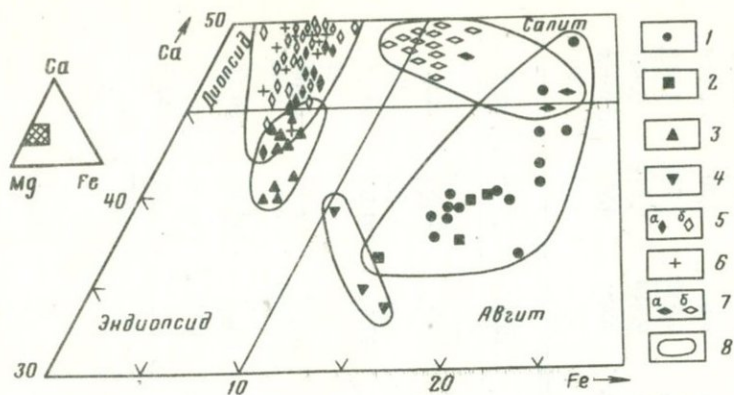 Ca
50
Салит
Диопсид
Ca
Mg
Fe
40
Эндиопсид
Авгит
30
10
20
Fe
1
2
3
4
а б 5
6
а б 7
8